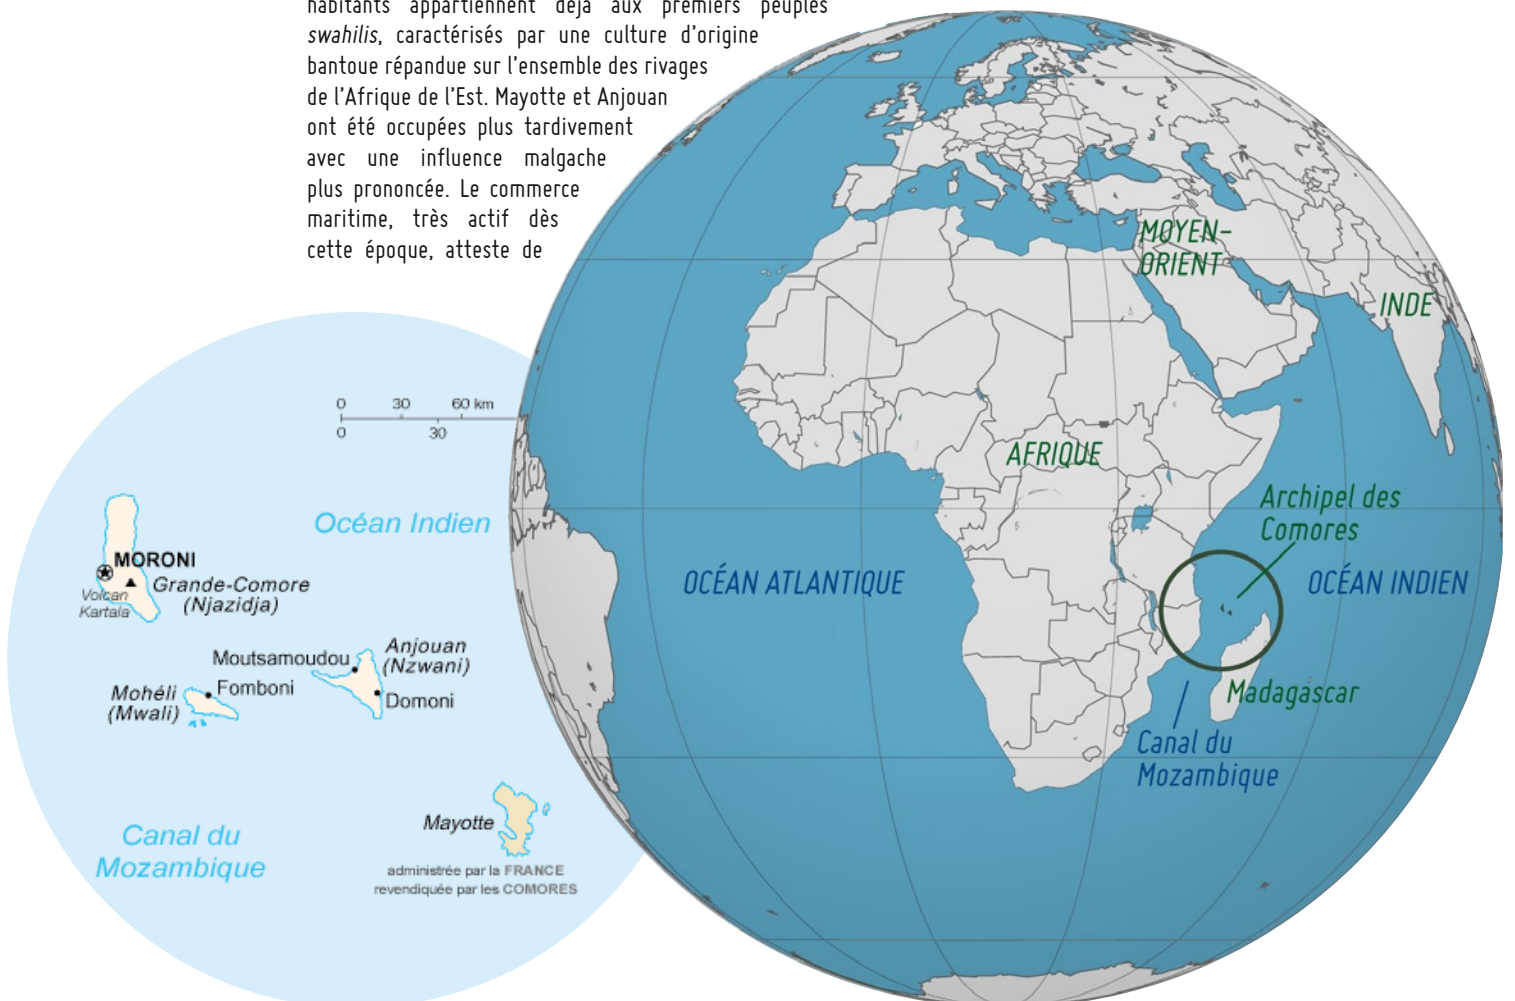 habitants appartiennent déjà aux premiers peuples
swahilis, caractérisés par une culture d'origine
bantoue répandue sur l'ensemble des rivages
de l'Afrique de l'Est. Mayotte et Anjouan
ont été occupées plus tardivement
avec une influence malgache
plus prononcée. Le commerce
maritime, très actif dès
cette époque, atteste de
MOYEN-
ORIENT
INDE
AFRIQUE
Archipel des
Comores
OCÉAN ATLANTIQUE
OCÉAN INDIEN
Madagascar
Canal du
Mozambique
0 30 60 km
0 30
Océan Indien
MORONI
Volcan
Kartala
Grande-Comore
(Njazidja)
Moutsamoudou
Anjouan
(Nzwani)
Mohéli
(Mwali)
Fomboni
Domoni
Canal du
Mozambique
Mayotte
administrée par la FRANCE
revendiquée par les COMORES